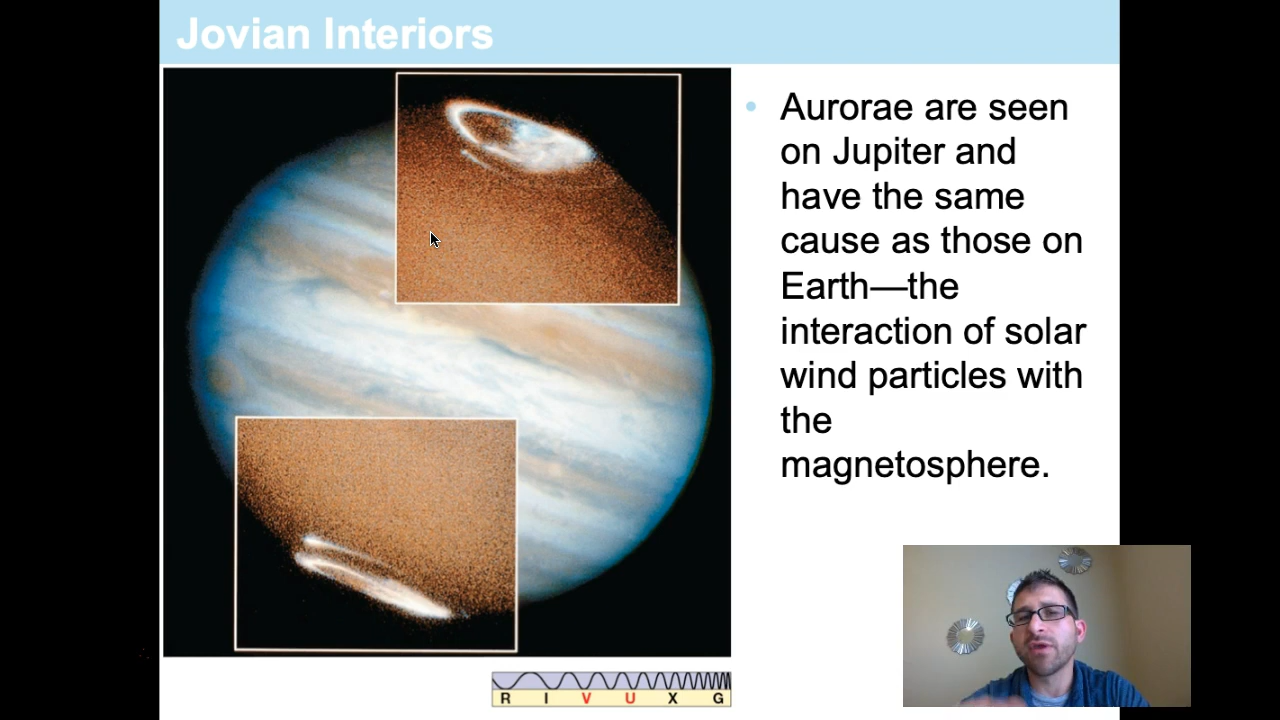 Jovian Interiors
• Aurorae are seen
on Jupiter and
have the same
cause as those on
Earth—the
interaction of solar
wind particles with
the
magnetosphere.
R I V U X G